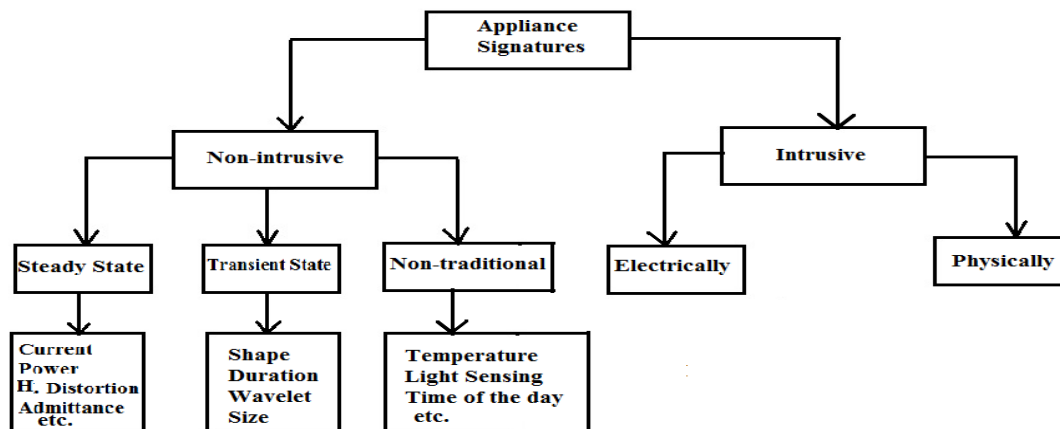 Appliance
Signatures
Non-intrusive
Intrusive
Steady State
Transient State
Non-traditional
Electrically
Physically
Current
Power
H. Distortion
Admittance
etc.
Shape
Duration
Wavelet
Size
Temperature
Light Sensing
Time of the day
etc.